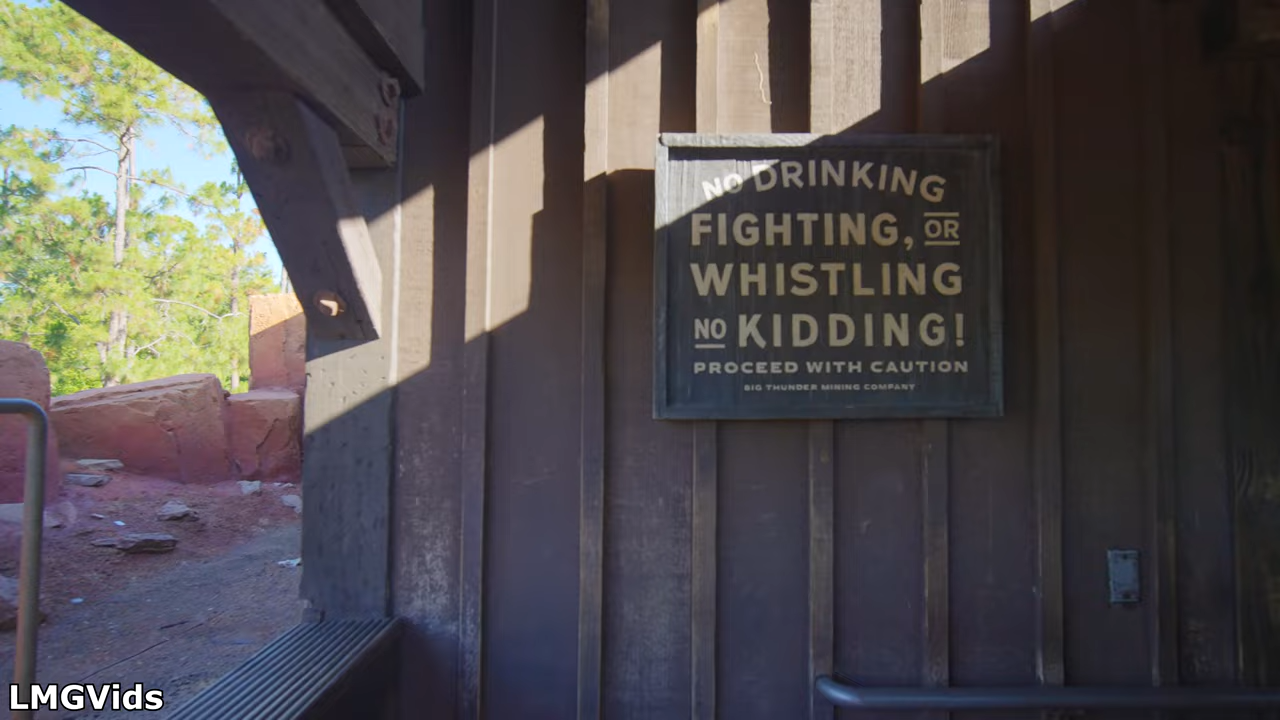 NO DRINKING
FIGHTING, OR
WHISTLING
NO KIDDING!
PROCEED WITH CAUTION
BIG THUNDER MINING COMPANY
LMGVids